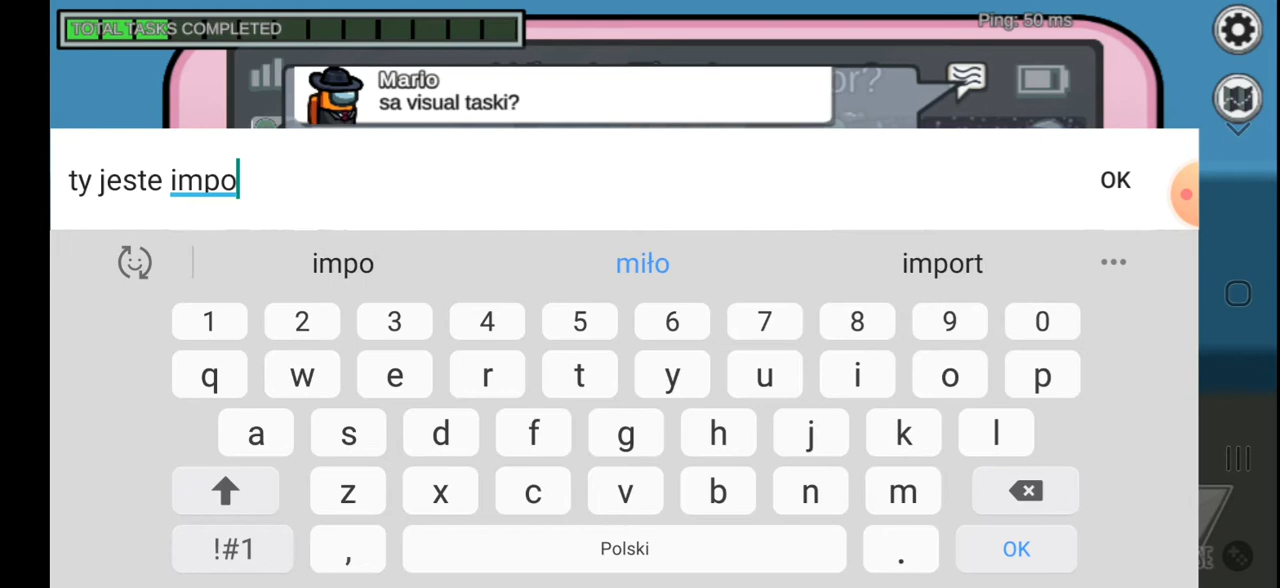 TOTAL TASKS COMPLETED
Ping: 50 ms
Mario
sa visual taski?
or?
ty jeste impo
OK
impo miło import
1 2 3 4 5 6 7 8 9 0
q w e r t y u i o p
a s d f g h j k l
z x c v b n m
!#1 , Polski . OK